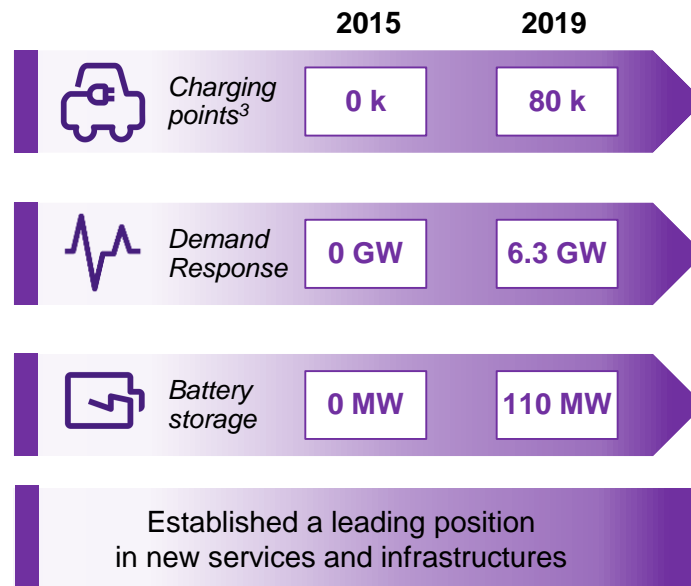 2015 2019
Charging
points³
0 k 80 k
Demand
Response
0 GW 6.3 GW
Battery
storage
0 MW 110 MW
Established a leading position
in new services and infrastructures